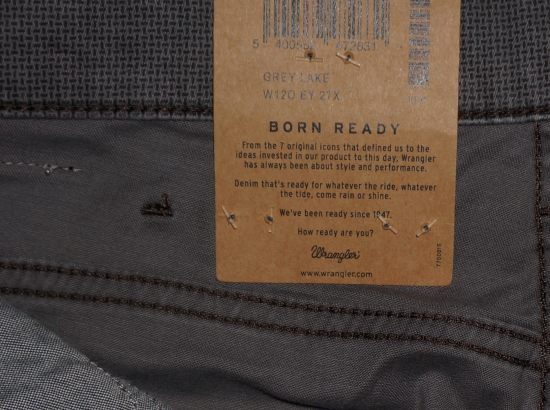 GREY LAKE
BORN READY
From the 7 original icons that defined us to the
ideas invested in our product to this day, Wrangler
has always been about style and performance.
Denim that's ready for whatever the ride, whatever
the tide, come rain or shine.
We've been ready since 1947.
How ready are you?
Wrangler
www.wrangler.com